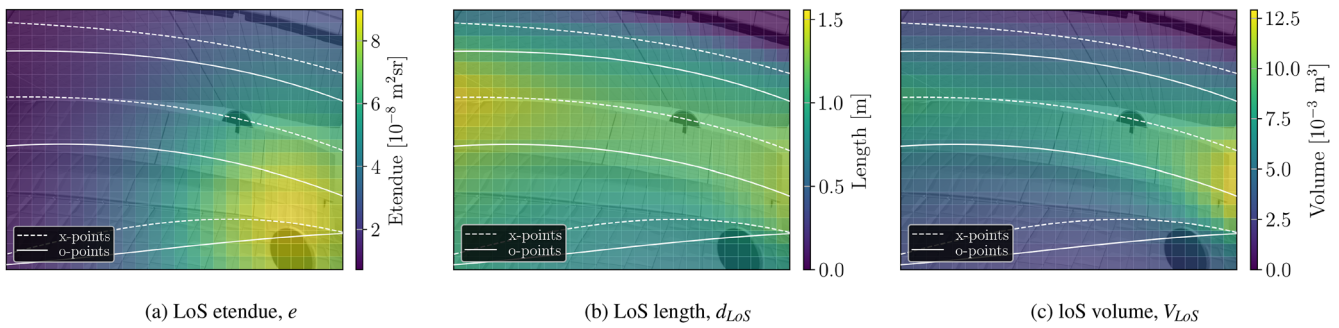 8
6
4
2
Etendue [10⁻⁸ m²sr]
x-points
o-points
(a) LoS etendue, e
1.5
1.0
0.5
0.0
Length [m]
x-points
o-points
(b) LoS length, d_LoS
12.5
10.0
7.5
5.0
2.5
0.0
Volume [10⁻³ m³]
x-points
o-points
(c) loS volume, V_LoS